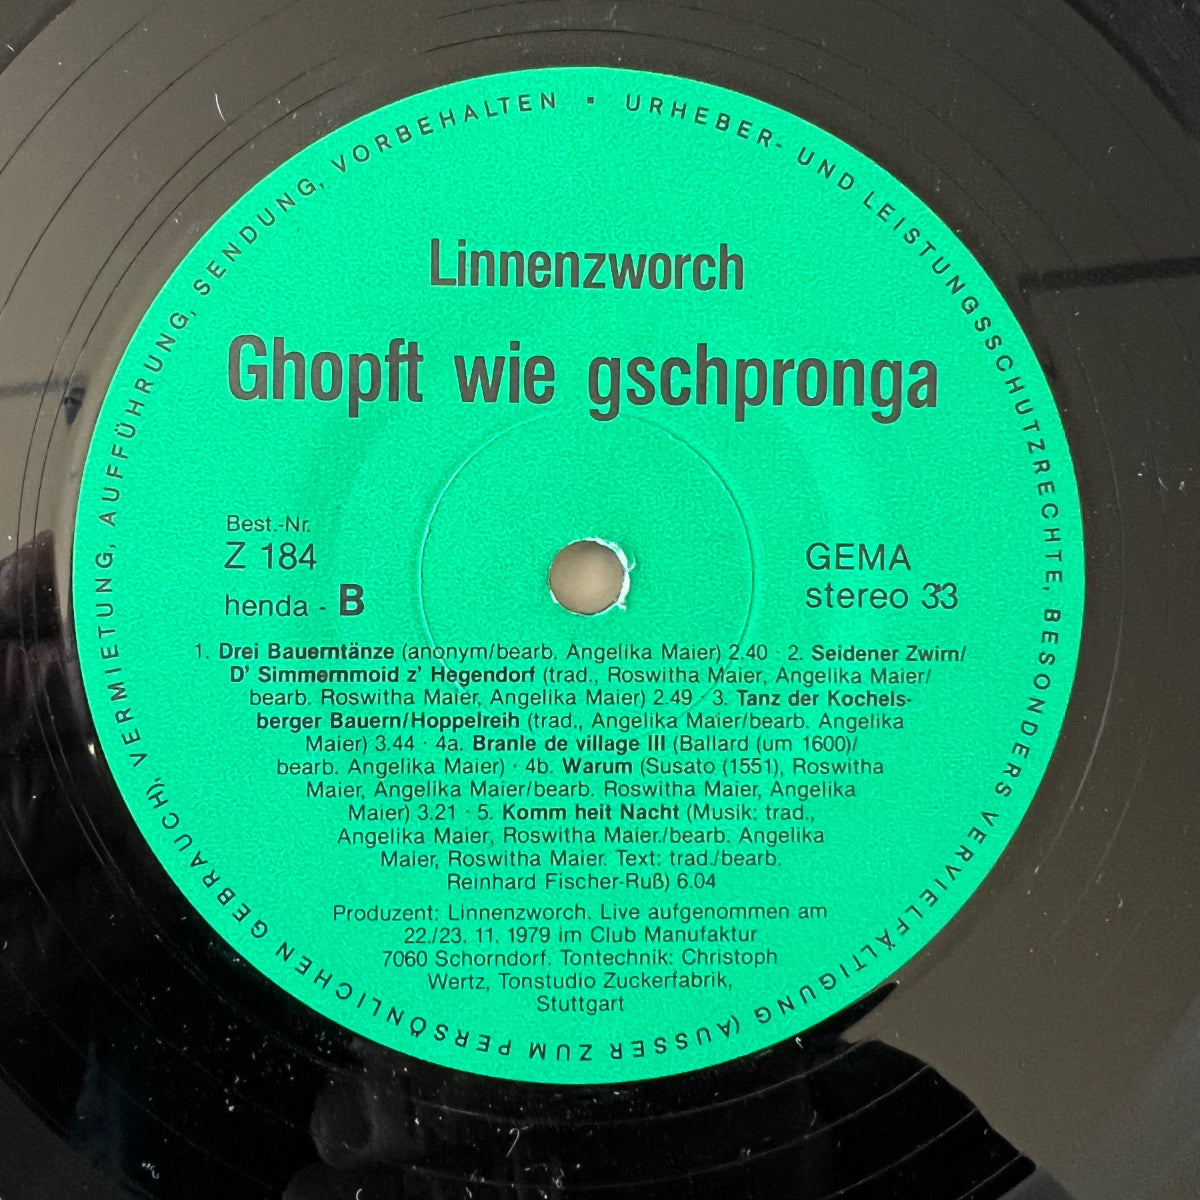 URHEBER- UND LEISTUNGSSCHUTZRECHTE, BESONDERS VERVIELFÄLTIGUNG (AUSSER ZUM PERSÖNLICHEN GEBRAUCH), VERMIETUNG, AUFFÜHRUNG, SENDUNG, VORBEHALTEN ·
Linnenzworch
Ghopft wie gschpronga
Best.-Nr.
Z 184
henda - B
GEMA
stereo 33
1. Drei Bauerntänze (anonym/bearb. Angelika Maier) 2.40 · 2. Seidener Zwirn/
D' Simmernmoid z' Hegendorf (trad., Roswitha Maier, Angelika Maier/
bearb. Roswitha Maier, Angelika Maier) 2.49 · 3. Tanz der Kochels-
berger Bauern/Hoppelreih (trad., Angelika Maier/bearb. Angelika
Maier) 3.44 · 4a. Branle de village III (Ballard (um 1600)/
bearb. Angelika Maier) · 4b. Warum (Susato (1551), Roswitha
Maier, Angelika Maier/bearb. Roswitha Maier, Angelika
Maier) 3.21 · 5. Komm heit Nacht (Musik: trad.,
Angelika Maier, Roswitha Maier./bearb. Angelika
Maier, Roswitha Maier. Text: trad./bearb.
Reinhard Fischer-Ruß) 6.04
Produzent: Linnenzworch. Live aufgenommen am
22./23. 11. 1979 im Club Manufaktur
7060 Schorndorf. Tontechnik: Christoph
Wertz, Tonstudio Zuckerfabrik,
Stuttgart